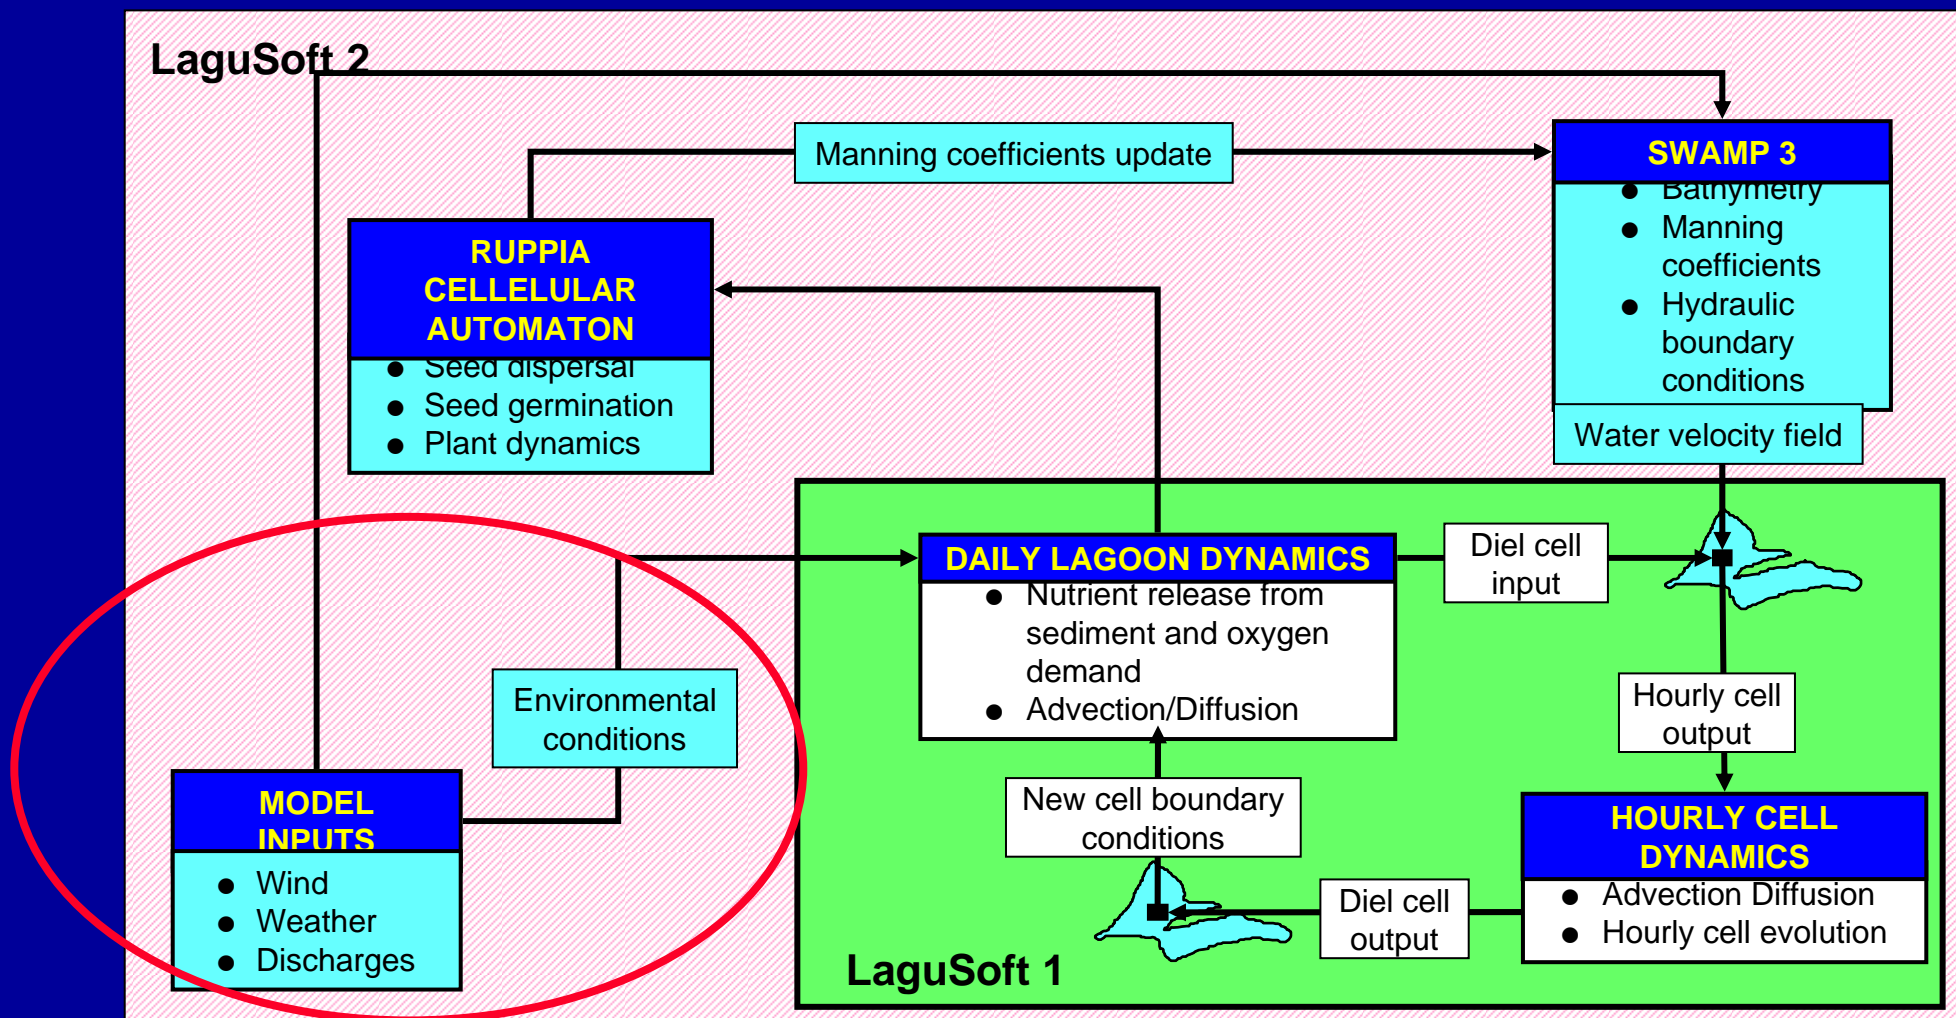 LaguSoft 2
Manning coefficients update
SWAMP 3
● Bathymetry
● Manning
coefficients
● Hydraulic
boundary
conditions
Water velocity field
RUPPIA
CELLELULAR
AUTOMATON
● Seed dispersal
● Seed germination
● Plant dynamics
Environmental
conditions
MODEL
INPUTS
● Wind
● Weather
● Discharges
DAILY LAGOON DYNAMICS
● Nutrient release from
sediment and oxygen
demand
● Advection/Diffusion
Diel cell
input
Hourly cell
output
HOURLY CELL
DYNAMICS
● Advection Diffusion
● Hourly cell evolution
Diel cell
output
New cell boundary
conditions
LaguSoft 1